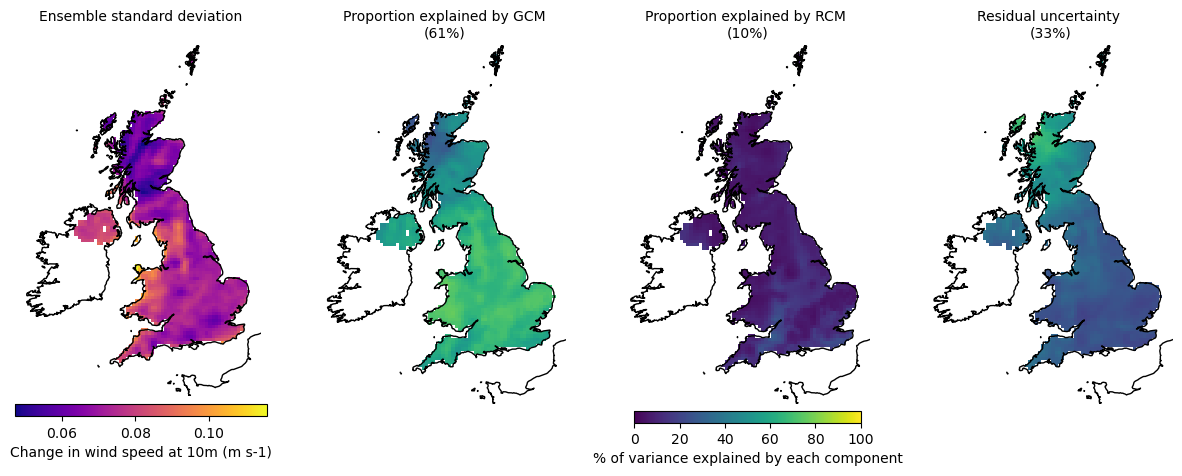 Ensemble standard deviation
Proportion explained by GCM
(61%)
Proportion explained by RCM
(10%)
Residual uncertainty
(33%)
0.06 0.08 0.10
Change in wind speed at 10m (m s-1)
0 20 40 60 80 100
% of variance explained by each component